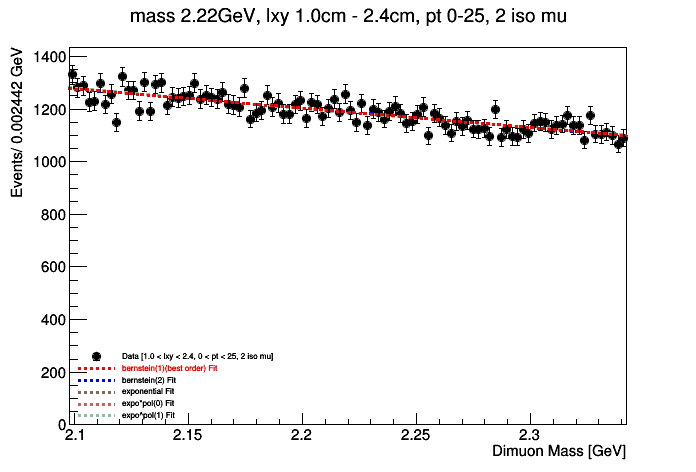 mass 2.22GeV, lxy 1.0cm - 2.4cm, pt 0-25, 2 iso mu
Events/ 0.002442 GeV
1400
1200
1000
800
600
400
200
0
Data [1.0 < lxy < 2.4, 0 < pt < 25, 2 iso mu]
bernstein(1)(best order) Fit
bernstein(2) Fit
exponential Fit
expo*pol(0) Fit
expo*pol(1) Fit
2.1 2.15 2.2 2.25 2.3
Dimuon Mass [GeV]